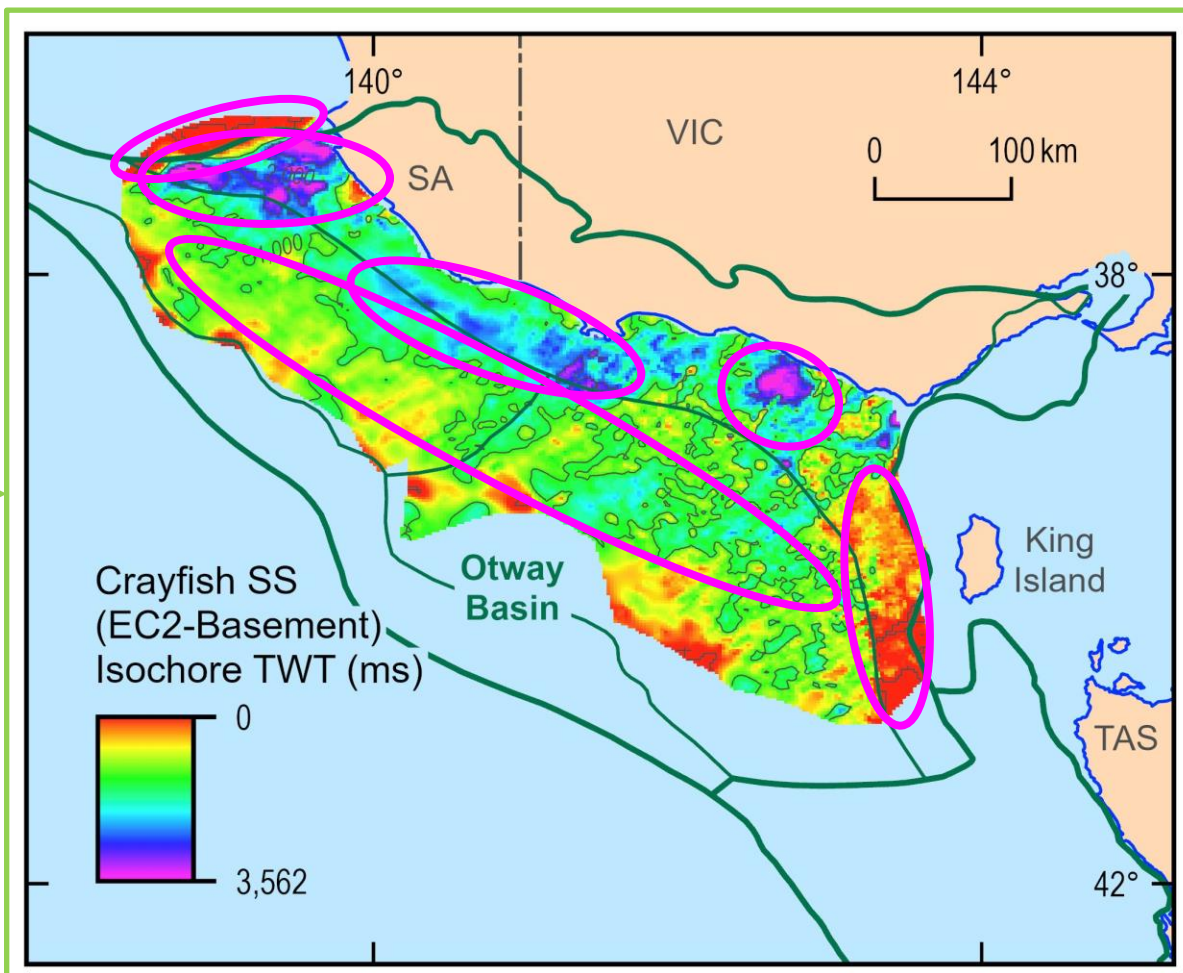 140°
144°
VIC
0 100 km
SA
,000
38°
King
Island
Otway
Basin
Crayfish SS
(EC2-Basement)
Isochore TWT (ms)
0
3,562
TAS
42°